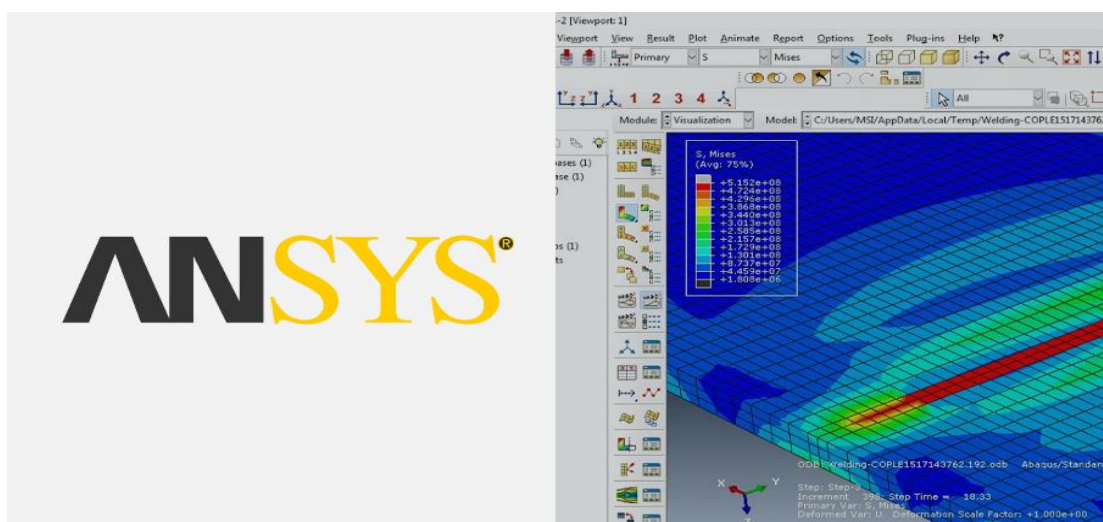 ANSYS®
-2 [Viewport: 1]
Viewport View Result Plot Animate Report Options Tools Plug-ins Help
Primary S Mises
1 2 3 4 All
Module: Visualization Model: C:/Users/MSI/AppData/Local/Temp/Welding-COPLE151714376
bases (1)
ase (1)
ps (1)
ts
S, Mises
(Avg: 75%)
+5.152e+08
+4.724e+08
+4.296e+08
+3.868e+08
+3.440e+08
+3.013e+08
+2.585e+08
+2.157e+08
+1.729e+08
+1.301e+08
+8.737e+07
+4.459e+07
+1.808e+06
X Y Z
ODB: Welding-COPLE1517143762.192.odb Abaqus/Standar
Step: Step-3
Increment 398: Step Time = 18.33
Primary Var: S, Mises
Deformed Var: U Deformation Scale Factor: +1.000e+00